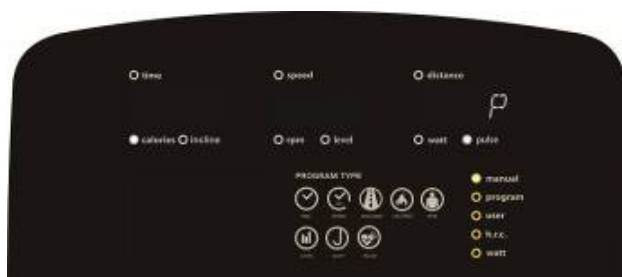 time speed distance
P
calories incline rpm level watt pulse
PROGRAM TYPE
manual
program
user
h.r.c.
watt